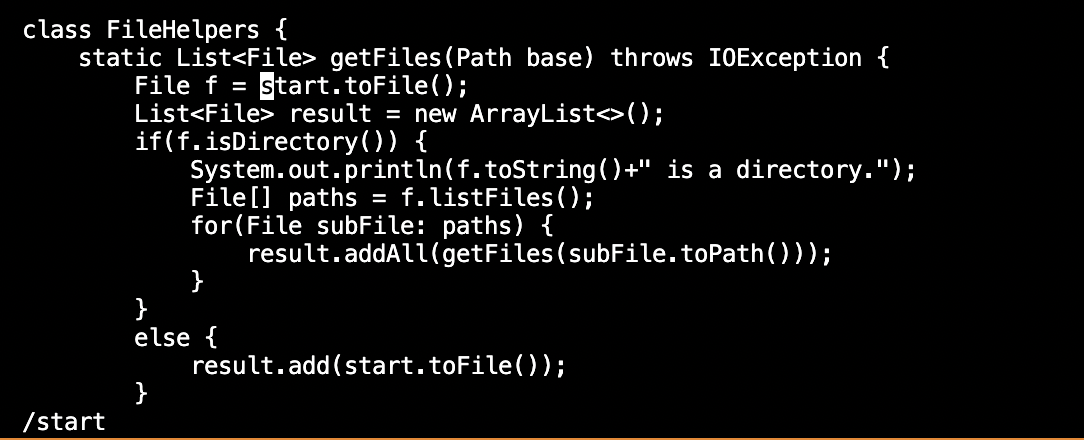 class FileHelpers {
    static List<File> getFiles(Path base) throws IOException {
        File f = start.toFile();
        List<File> result = new ArrayList<>();
        if(f.isDirectory()) {
            System.out.println(f.toString()+" is a directory.");
            File[] paths = f.listFiles();
            for(File subFile: paths) {
                result.addAll(getFiles(subFile.toPath()));
            }
        }
        else {
            result.add(start.toFile());
        }
/start